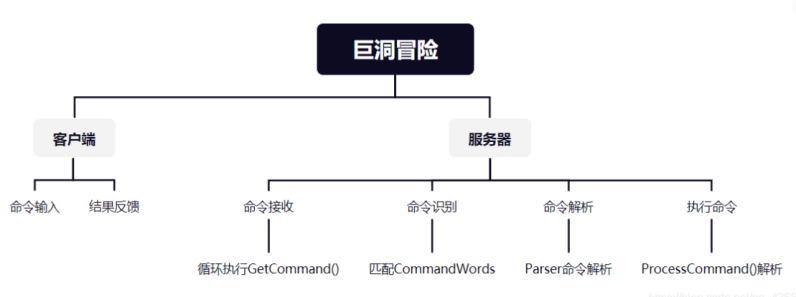 巨洞冒险
客户端
服务器
命令输入
结果反馈
命令接收
命令识别
命令解析
执行命令
循环执行GetCommand()
匹配CommandWords
Parser命令解析
ProcessCommand()解析